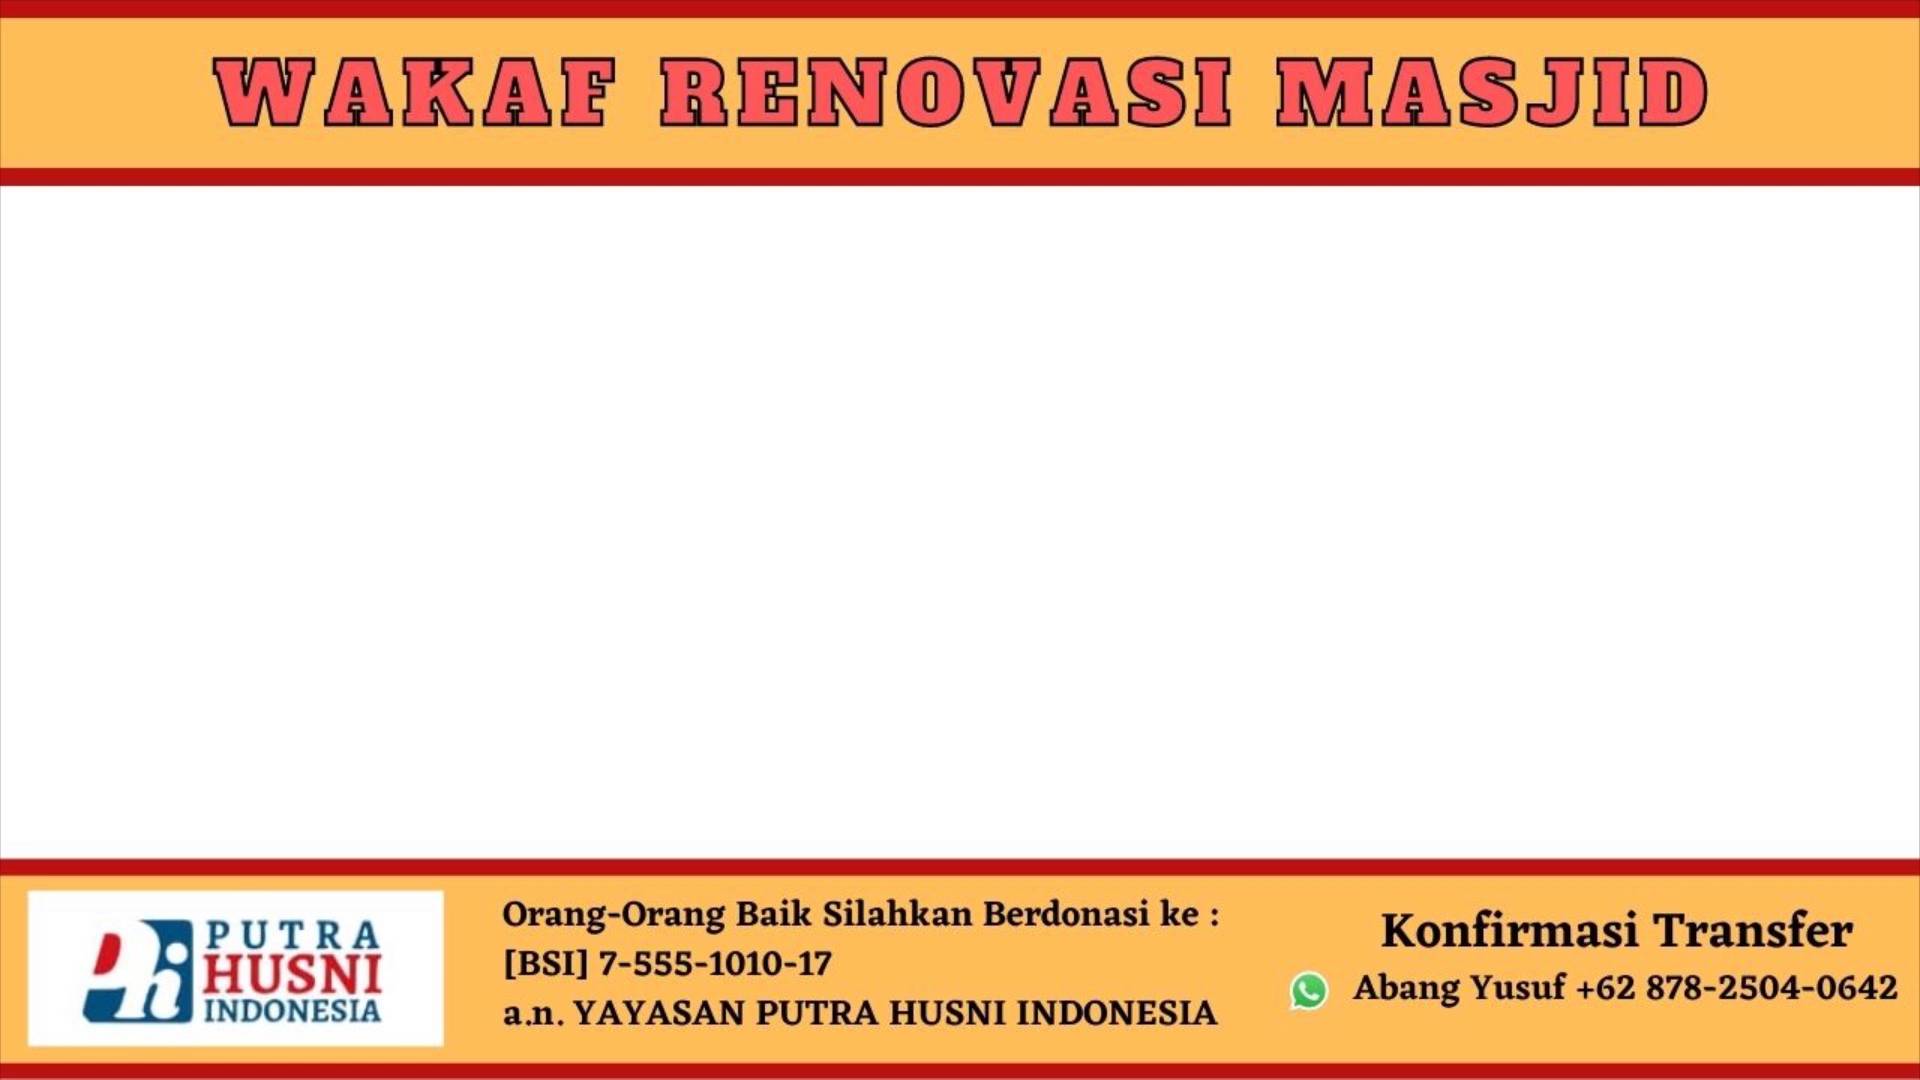 WAKAF RENOVASI MASJID
PUTRA
HUSNI
INDONESIA
Orang-Orang Baik Silahkan Berdonasi ke :
[BSI] 7-555-1010-17
a.n. YAYASAN PUTRA HUSNI INDONESIA
Konfirmasi Transfer
Abang Yusuf +62 878-2504-0642